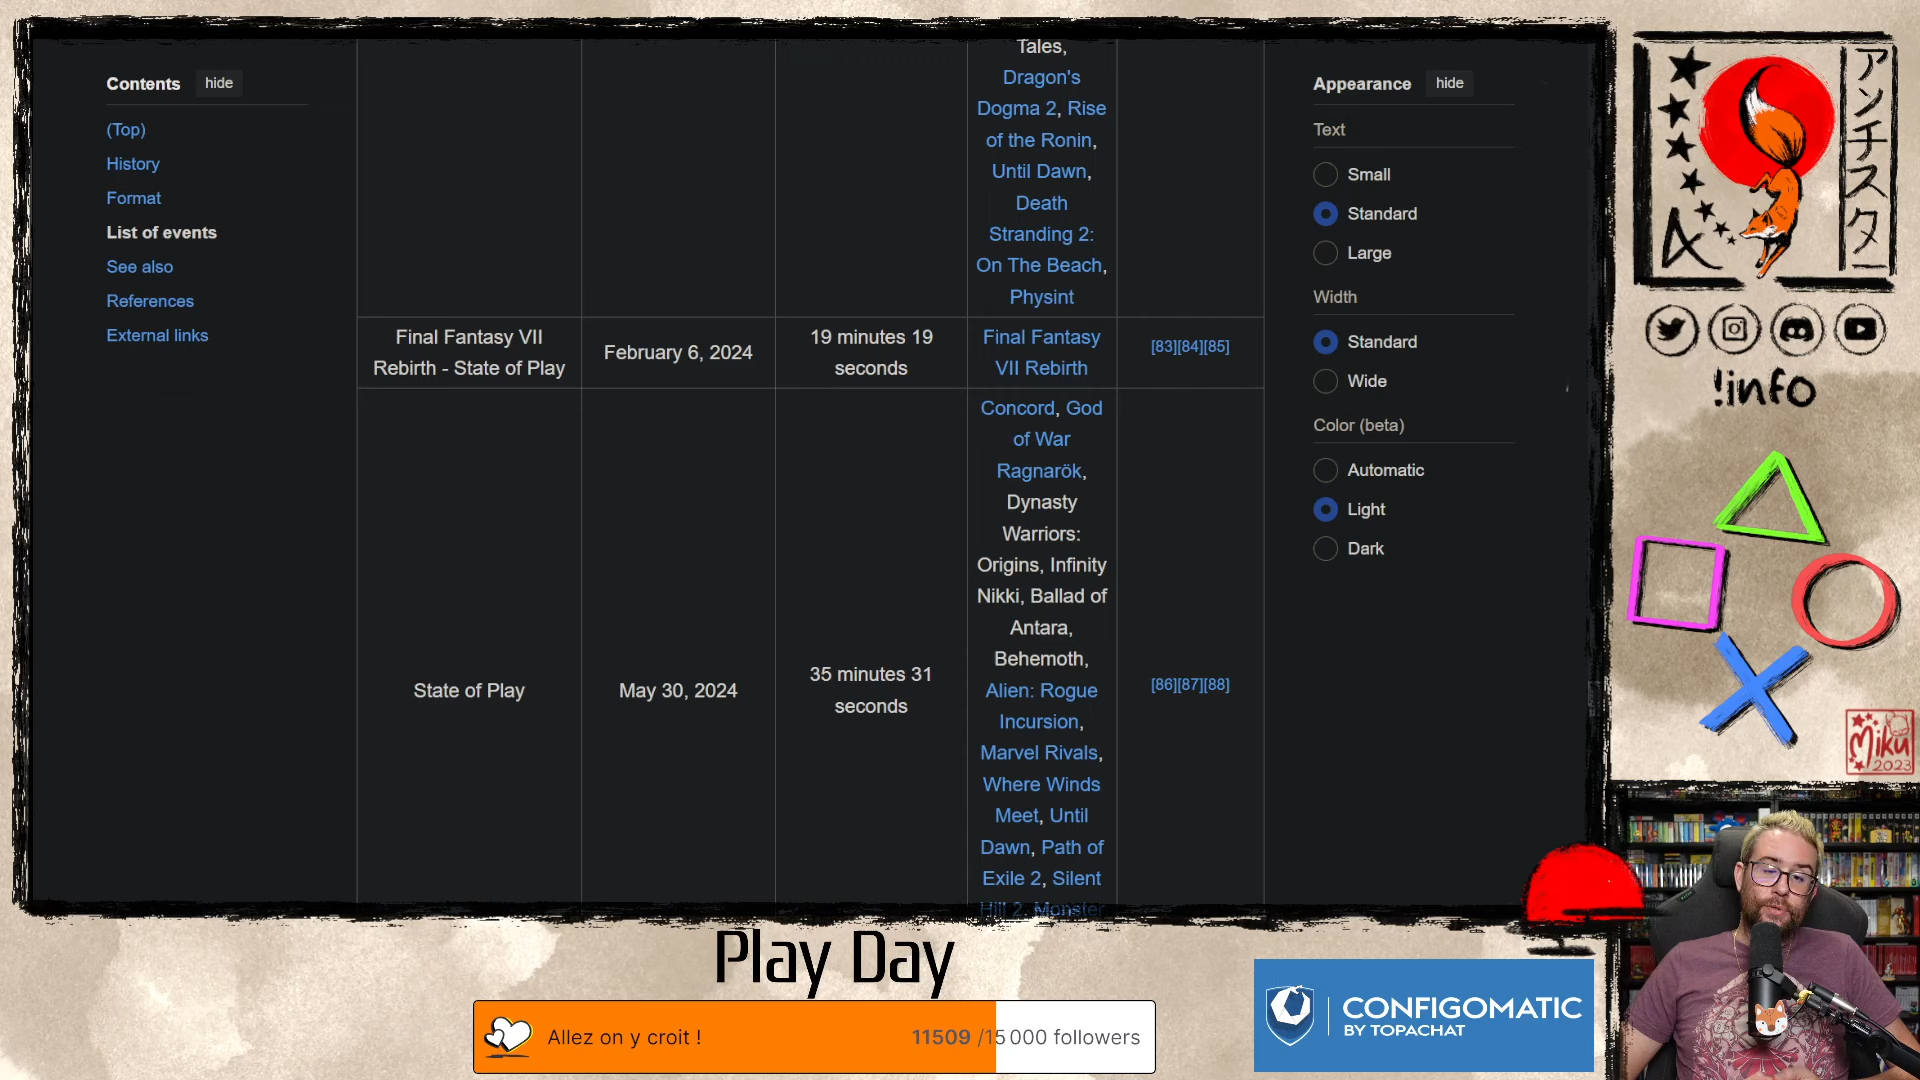 Contents hide
(Top)
History
Format
List of events
See also
References
External links
Tales,
Dragon's
Dogma 2, Rise
of the Ronin,
Until Dawn,
Death
Stranding 2:
On The Beach,
Physint
Final Fantasy VII
Rebirth - State of Play
February 6, 2024
19 minutes 19
seconds
Final Fantasy
VII Rebirth
[83][84][85]
State of Play
May 30, 2024
35 minutes 31
seconds
Concord, God
of War
Ragnarök,
Dynasty
Warriors:
Origins, Infinity
Nikki, Ballad of
Antara,
Behemoth,
Alien: Rogue
Incursion,
Marvel Rivals,
Where Winds
Meet, Until
Dawn, Path of
Exile 2, Silent
Hill 2, Monster
[86][87][88]
Appearance hide
Text
Small
Standard
Large
Width
Standard
Wide
Color (beta)
Automatic
Light
Dark
アンチスター
!info
Miku
2023
Play Day
Allez on y croit !
11509 /15 000 followers
CONFIGOMATIC
BY TOPACHAT